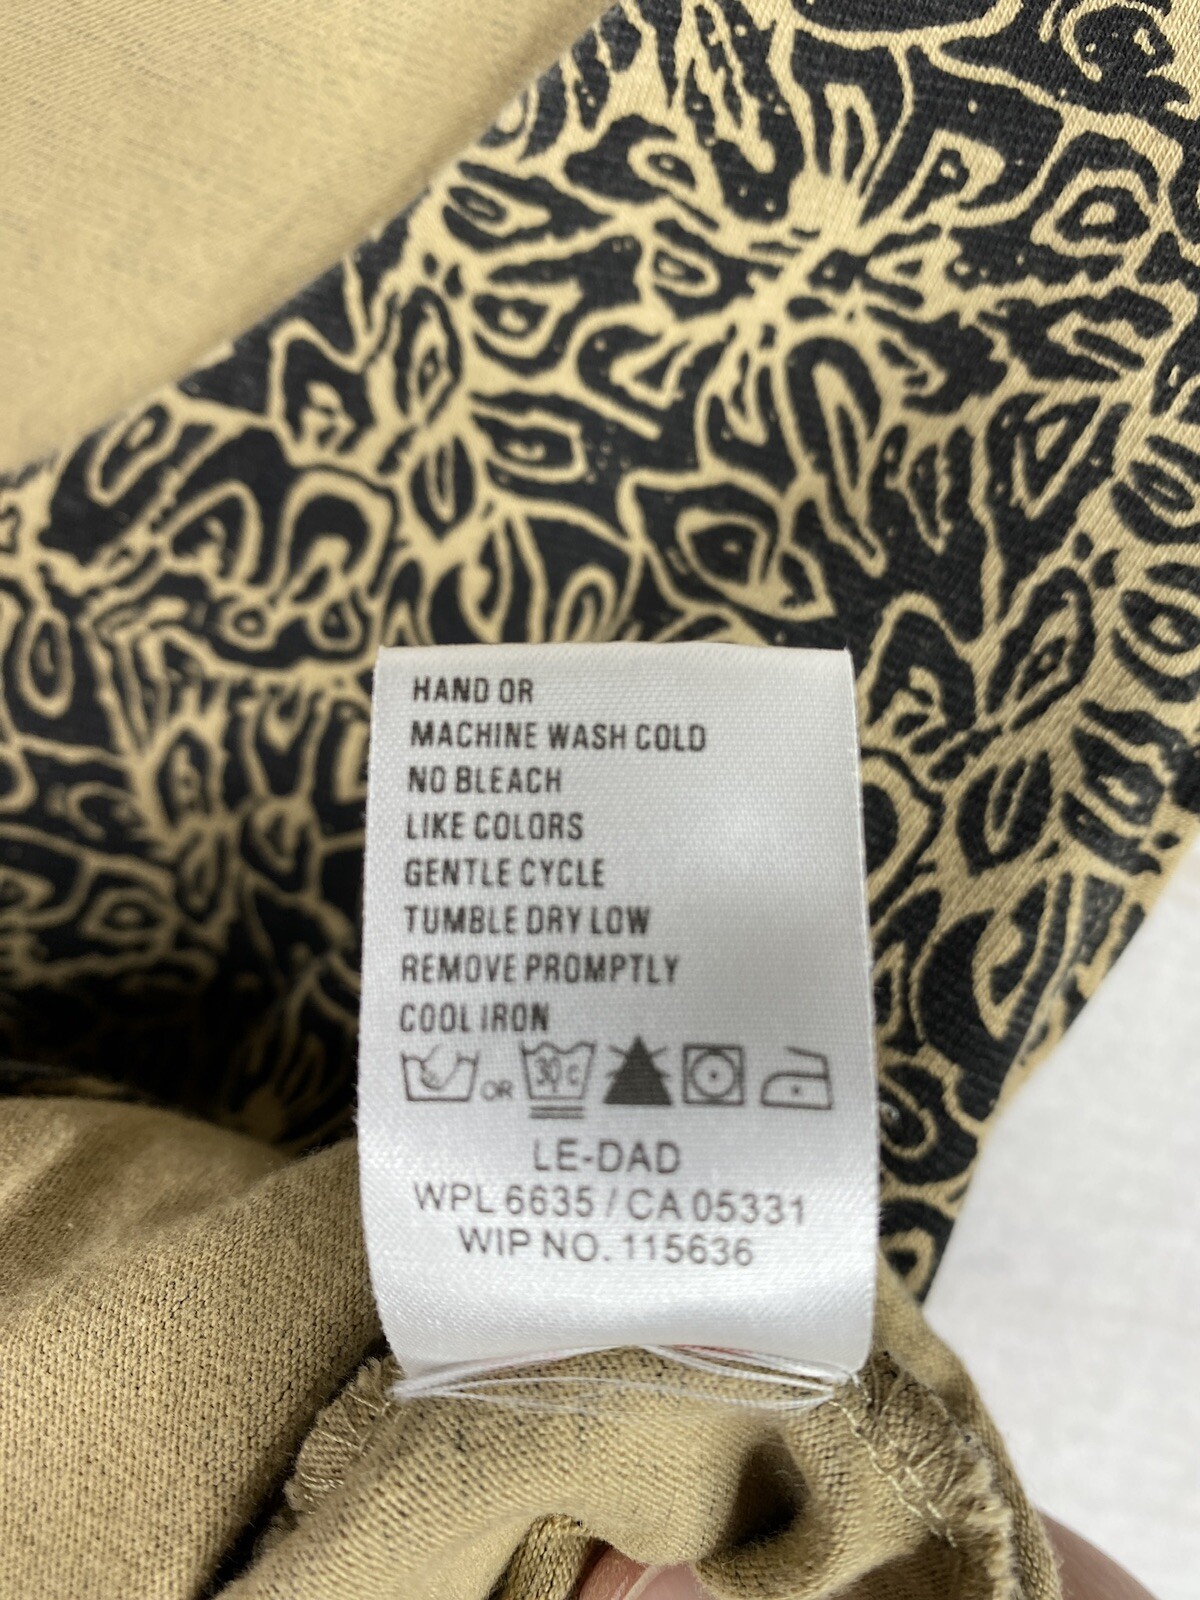 HAND OR
MACHINE WASH COLD
NO BLEACH
LIKE COLORS
GENTLE CYCLE
TUMBLE DRY LOW
REMOVE PROMPTLY
COOL IRON
OR 30 C
LE-DAD
WPL 6635 / CA 05331
WIP NO. 115636